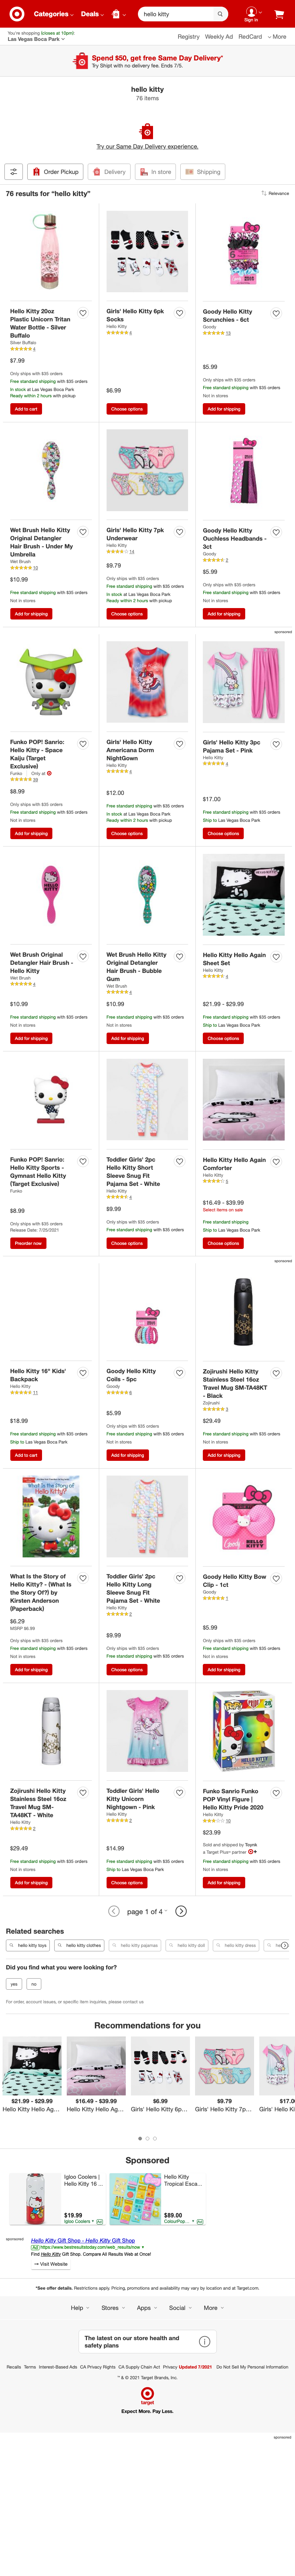 Categories
Deals
hello kitty
Sign in
You're shopping (closes at 10pm)
Las Vegas Boca Park
Registry
Weekly Ad
RedCard
More
Spend $50, get free Same Day Delivery*
Try Shipt with no delivery fee. Ends 7/5.
hello kitty
76 items
Try our Same Day Delivery experience.
Order Pickup
Delivery
In store
Shipping
76 results for “hello kitty”
Relevance
Hello Kitty 20oz Plastic Unicorn Tritan Water Bottle - Silver Buffalo
Silver Buffalo
4
$7.99
Only ships with $35 orders
Free standard shipping with $35 orders
In stock at Las Vegas Boca Park
Ready within 2 hours with pickup
Add to cart
Girls' Hello Kitty 6pk Socks
Hello Kitty
4
$6.99
Choose options
Goody Hello Kitty Scrunchies - 6ct
Goody
15
$5.99
Only ships with $35 orders
Free standard shipping with $35 orders
Not in stores
Add for shipping
Wet Brush Hello Kitty Original Detangler Hair Brush - Under My Umbrella
Wet Brush
10
$10.99
Free standard shipping with $35 orders
Not in stores
Add for shipping
Girls' Hello Kitty 7pk Underwear
Hello Kitty
14
$9.79
Only ships with $35 orders
Free standard shipping with $35 orders
In stock at Las Vegas Boca Park
Ready within 2 hours with pickup
Choose options
Goody Hello Kitty Ouchless Headbands - 3ct
Goody
2
$5.99
Only ships with $35 orders
Free standard shipping with $35 orders
Not in stores
Add for shipping
sponsored
Funko POP! Sanrio: Hello Kitty - Space Kaiju (Target Exclusive)
Funko
Only at
$8.99
Only ships with $35 orders
Free standard shipping with $35 orders
Not in stores
Add for shipping
Girls' Hello Kitty Americana Dorm NightGown
Hello Kitty
$12.00
Free standard shipping with $35 orders
In stock at Las Vegas Boca Park
Ready within 2 hours with pickup
Choose options
Girls' Hello Kitty 3pc Pajama Set - Pink
Hello Kitty
4
$17.00
Free standard shipping with $35 orders
Ship to Las Vegas Boca Park
Choose options
Wet Brush Original Detangler Hair Brush - Hello Kitty
Wet Brush
4
$10.99
Free standard shipping with $35 orders
Not in stores
Add for shipping
Wet Brush Hello Kitty Original Detangler Hair Brush - Bubble Gum
Wet Brush
4
$10.99
Free standard shipping with $35 orders
Not in stores
Add for shipping
Hello Kitty Hello Again Sheet Set
Hello Kitty
4
$21.99 - $29.99
Free standard shipping with $35 orders
Ship to Las Vegas Boca Park
Choose options
Funko POP! Sanrio: Hello Kitty Sports - Gymnast Hello Kitty (Target Exclusive)
Funko
$8.99
Only ships with $35 orders
Release Date: 7/25/2021
Preorder now
Toddler Girls' 2pc Hello Kitty Short Sleeve Snug Fit Pajama Set - White
Hello Kitty
4
$9.99
Only ships with $35 orders
Free standard shipping with $35 orders
Choose options
Hello Kitty Hello Again Comforter
Hello Kitty
5
$16.49 - $39.99
Select items on sale
Free standard shipping
Ship to Las Vegas Boca Park
Choose options
sponsored
Hello Kitty 16" Kids' Backpack
Hello Kitty
11
$18.99
Free standard shipping with $35 orders
Ship to Las Vegas Boca Park
Add to cart
Goody Hello Kitty Coils - 5pc
Goody
6
$5.99
Only ships with $35 orders
Free standard shipping with $35 orders
Not in stores
Add for shipping
Zojirushi Hello Kitty Stainless Steel 16oz Travel Mug SM-TA48KT - Black
Zojirushi
3
$29.49
Free standard shipping with $35 orders
Not in stores
Add for shipping
What Is the Story of Hello Kitty? - (What Is the Story Of?) by Kirsten Anderson (Paperback)
$6.29
MSRP $6.99
Only ships with $35 orders
Free standard shipping with $35 orders
Not in stores
Add for shipping
Toddler Girls' 2pc Hello Kitty Long Sleeve Snug Fit Pajama Set - White
Hello Kitty
2
$9.99
Only ships with $35 orders
Free standard shipping with $35 orders
Choose options
Goody Hello Kitty Bow Clip - 1ct
Goody
1
$5.99
Only ships with $35 orders
Free standard shipping with $35 orders
Not in stores
Add for shipping
Zojirushi Hello Kitty Stainless Steel 16oz Travel Mug SM-TA48KT - White
Hello Kitty
2
$29.49
Free standard shipping with $35 orders
Not in stores
Add for shipping
Toddler Girls' Hello Kitty Unicorn Nightgown - Pink
Hello Kitty
2
$14.99
Free standard shipping with $35 orders
Ship to Las Vegas Boca Park
Choose options
Funko Sanrio Funko POP Vinyl Figure | Hello Kitty Pride 2020
Hello Kitty
10
$23.99
Sold and shipped by Toynk
a Target Plus™ partner
Free standard shipping with $35 orders
Not in stores
Add for shipping
page 1 of 4
Related searches
hello kitty toys
hello kitty clothes
hello kitty pajamas
hello kitty doll
hello kitty dress
Did you find what you were looking for?
yes
no
For order, account issues, or specific item inquiries, please contact us
Recommendations for you
$21.99 - $29.99
Hello Kitty Hello Ag...
$16.49 - $39.99
Hello Kitty Hello Ag...
$6.99
Girls' Hello Kitty 6p...
$9.79
Girls' Hello Kitty 7p...
$17.00
Girls' Hello Ki
Sponsored
Igloo Coolers | Hello Kitty 16 ...
$19.99
Igloo Coolers
Ad
Hello Kitty Tropical Esca...
$89.00
ColourPop...
Ad
sponsored
Hello Kitty Gift Shop - Hello Kitty Gift Shop
Ad https://www.bestresultstoday.com/web_results/now
Find Hello Kitty Gift Shop. Compare All Results Web at Once!
Visit Website
*See offer details. Restrictions apply. Pricing, promotions and availability may vary by location and at Target.com.
Help
Stores
Apps
Social
More
The latest on our store health and safety plans
Recalls
Terms
Interest-Based Ads
CA Privacy Rights
CA Supply Chain Act
Privacy Updated 7/2021
Do Not Sell My Personal Information
™ & © 2021 Target Brands, Inc.
target
Expect More. Pay Less.
sponsored